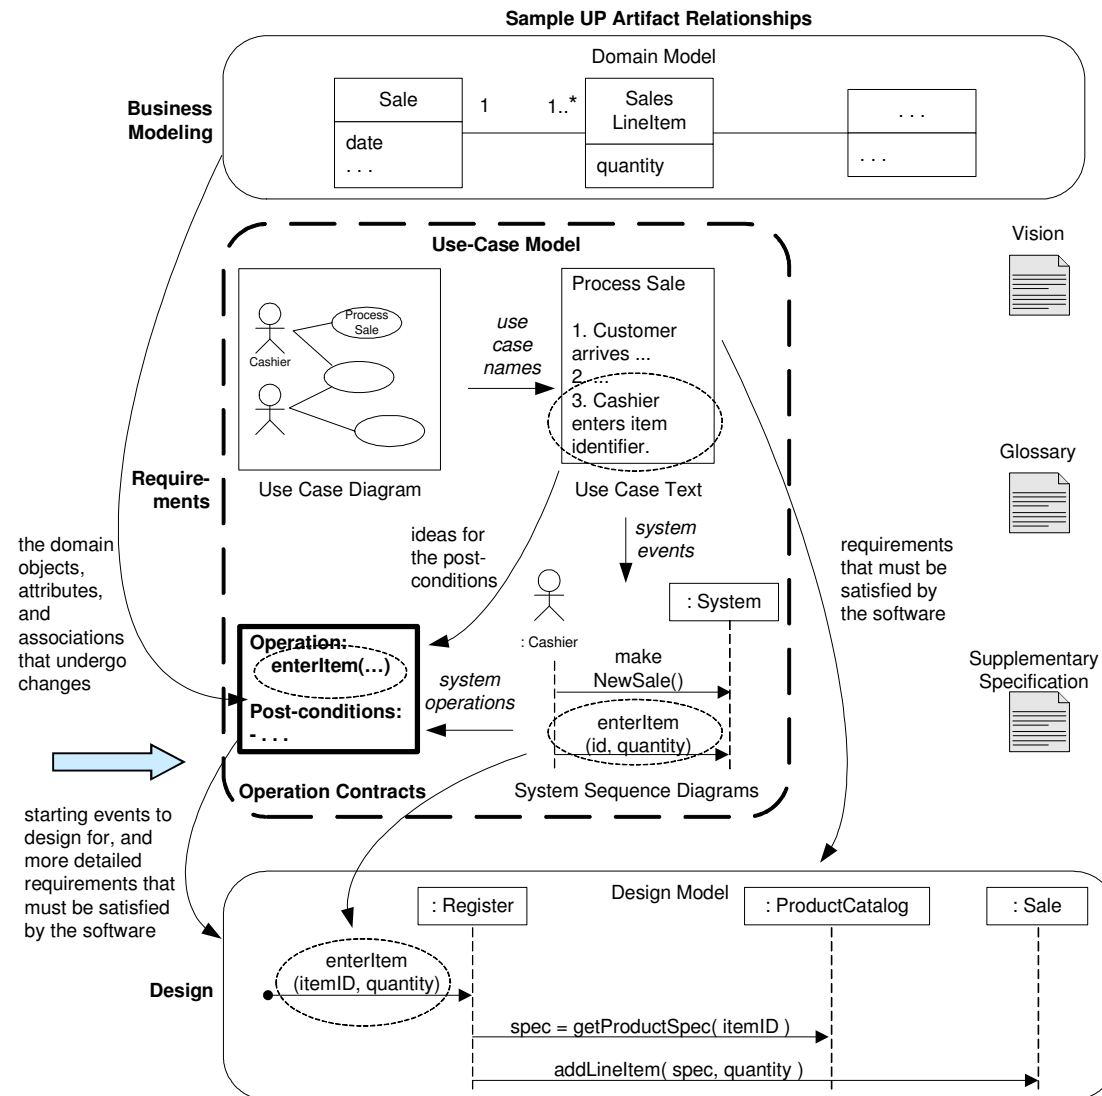 Sample UP Artifact Relationships
Domain Model
Business
Modeling
Sale
1
1..*
Sales
LineItem
. . .
date
. . .
quantity
. . .
Use-Case Model
Vision
Process
Sale
Cashier
use
case
names
Process Sale
1. Customer
arrives ...
2. ...
3. Cashier
enters item
identifier.
Use Case Diagram
Use Case Text
Glossary
Require-
ments
the domain
objects,
attributes,
and
associations
that undergo
changes
ideas for
the post-
conditions
system
events
requirements
that must be
satisfied by
the software
: System
: Cashier
Operation:
enterItem(…)
Post-conditions:
- . . .
system
operations
make
NewSale()
enterItem
(id, quantity)
Supplementary
Specification
Operation Contracts
System Sequence Diagrams
starting events to
design for, and
more detailed
requirements that
must be satisfied
by the software
Design Model
: Register
: ProductCatalog
: Sale
Design
enterItem
(itemID, quantity)
spec = getProductSpec( itemID )
addLineItem( spec, quantity )